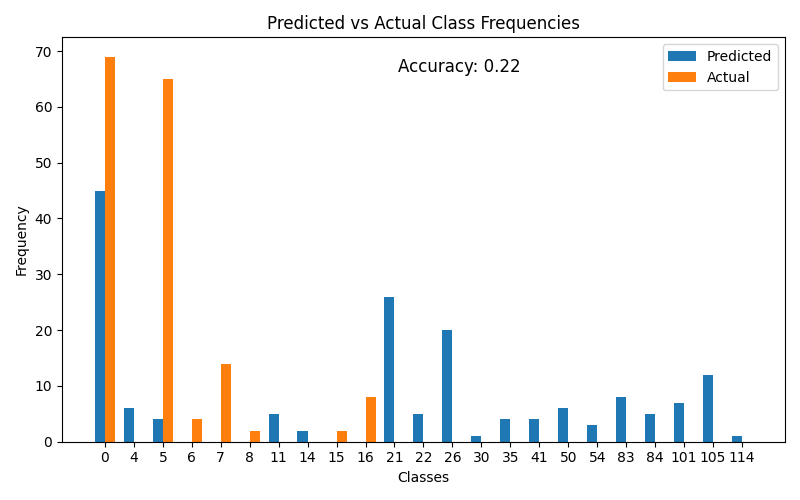 Predicted vs Actual Class Frequencies
Accuracy: 0.22
Predicted
Actual
70
60
50
40
30
20
10
0
Frequency
0 4 5 6 7 8 11 14 15 16 21 22 26 30 35 41 50 54 83 84 101 105 114
Classes